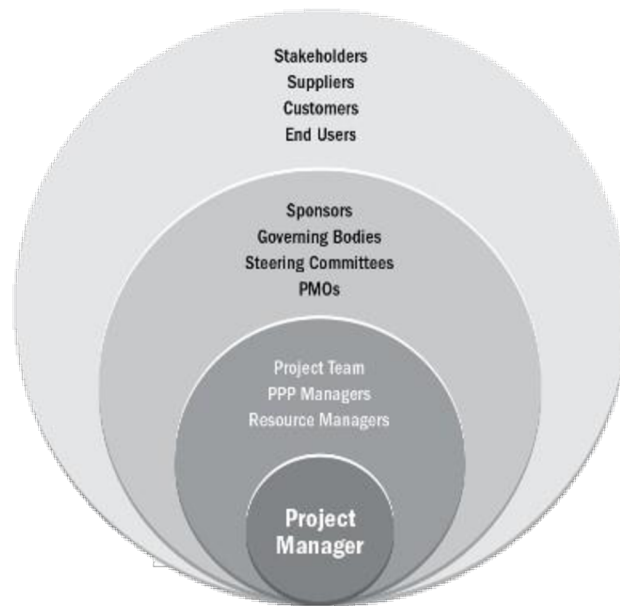 Stakeholders
Suppliers
Customers
End Users
Sponsors
Governing Bodies
Steering Committees
PMOs
Project Team
PPP Managers
Resource Managers
Project
Manager